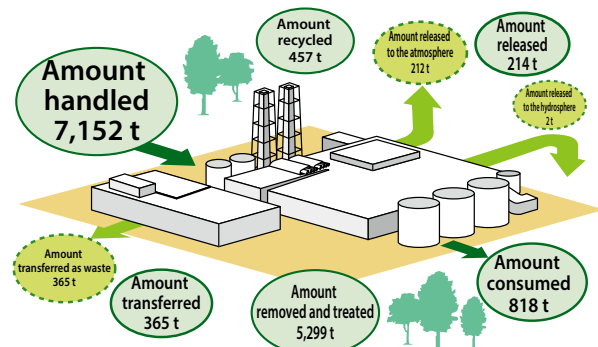 Amount
recycled
457 t
Amount released
to the atmosphere
212 t
Amount
released
214 t
Amount
handled
7,152 t
Amount released
to the hydrosphere
2 t
Amount
transferred as waste
365 t
Amount
transferred
365 t
Amount
removed and treated
5,299 t
Amount
consumed
818 t